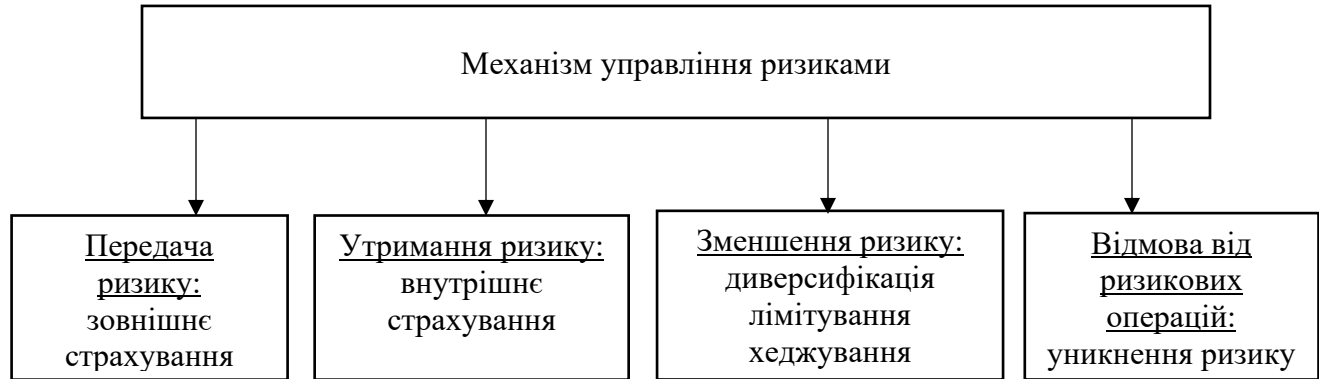 Механізм управління ризиками
Передача
ризику:
зовнішнє
страхування
Утримання ризику:
внутрішнє
страхування
Зменшення ризику:
диверсифікація
лімітування
хеджування
Відмова від
ризикових
операцій:
уникнення ризику